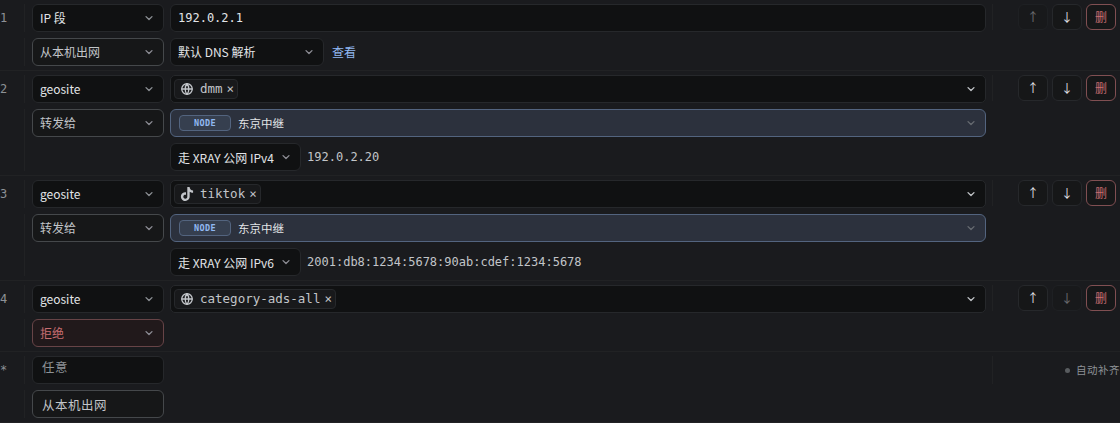 1 IP 段 192.0.2.1 ↑ ↓ 删
从本机出网 默认 DNS 解析 查看
2 geosite dmm × ↑ ↓ 删
转发给 NODE 东京中继
走 XRAY 公网 IPv4 192.0.2.20
3 geosite tiktok × ↑ ↓ 删
转发给 NODE 东京中继
走 XRAY 公网 IPv6 2001:db8:1234:5678:90ab:cdef:1234:5678
4 geosite category-ads-all × ↑ ↓ 删
拒绝
* 任意 自动补齐
从本机出网